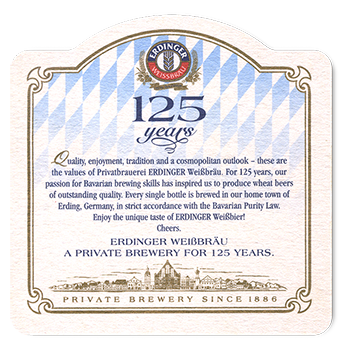 ERDINGER
WEISSBRÄU
125
years
Quality, enjoyment, tradition and a cosmopolitan outlook – these are
the values of Privatbrauerei ERDINGER Weißbräu. For 125 years, our
passion for Bavarian brewing skills has inspired us to produce wheat beers
of outstanding quality. Every single bottle is brewed in our home town of
Erding, Germany, in strict accordance with the Bavarian Purity Law.
Enjoy the unique taste of ERDINGER Weißbier!
Cheers.
ERDINGER WEIßBRÄU
A PRIVATE BREWERY FOR 125 YEARS.
PRIVATE BREWERY SINCE 1886